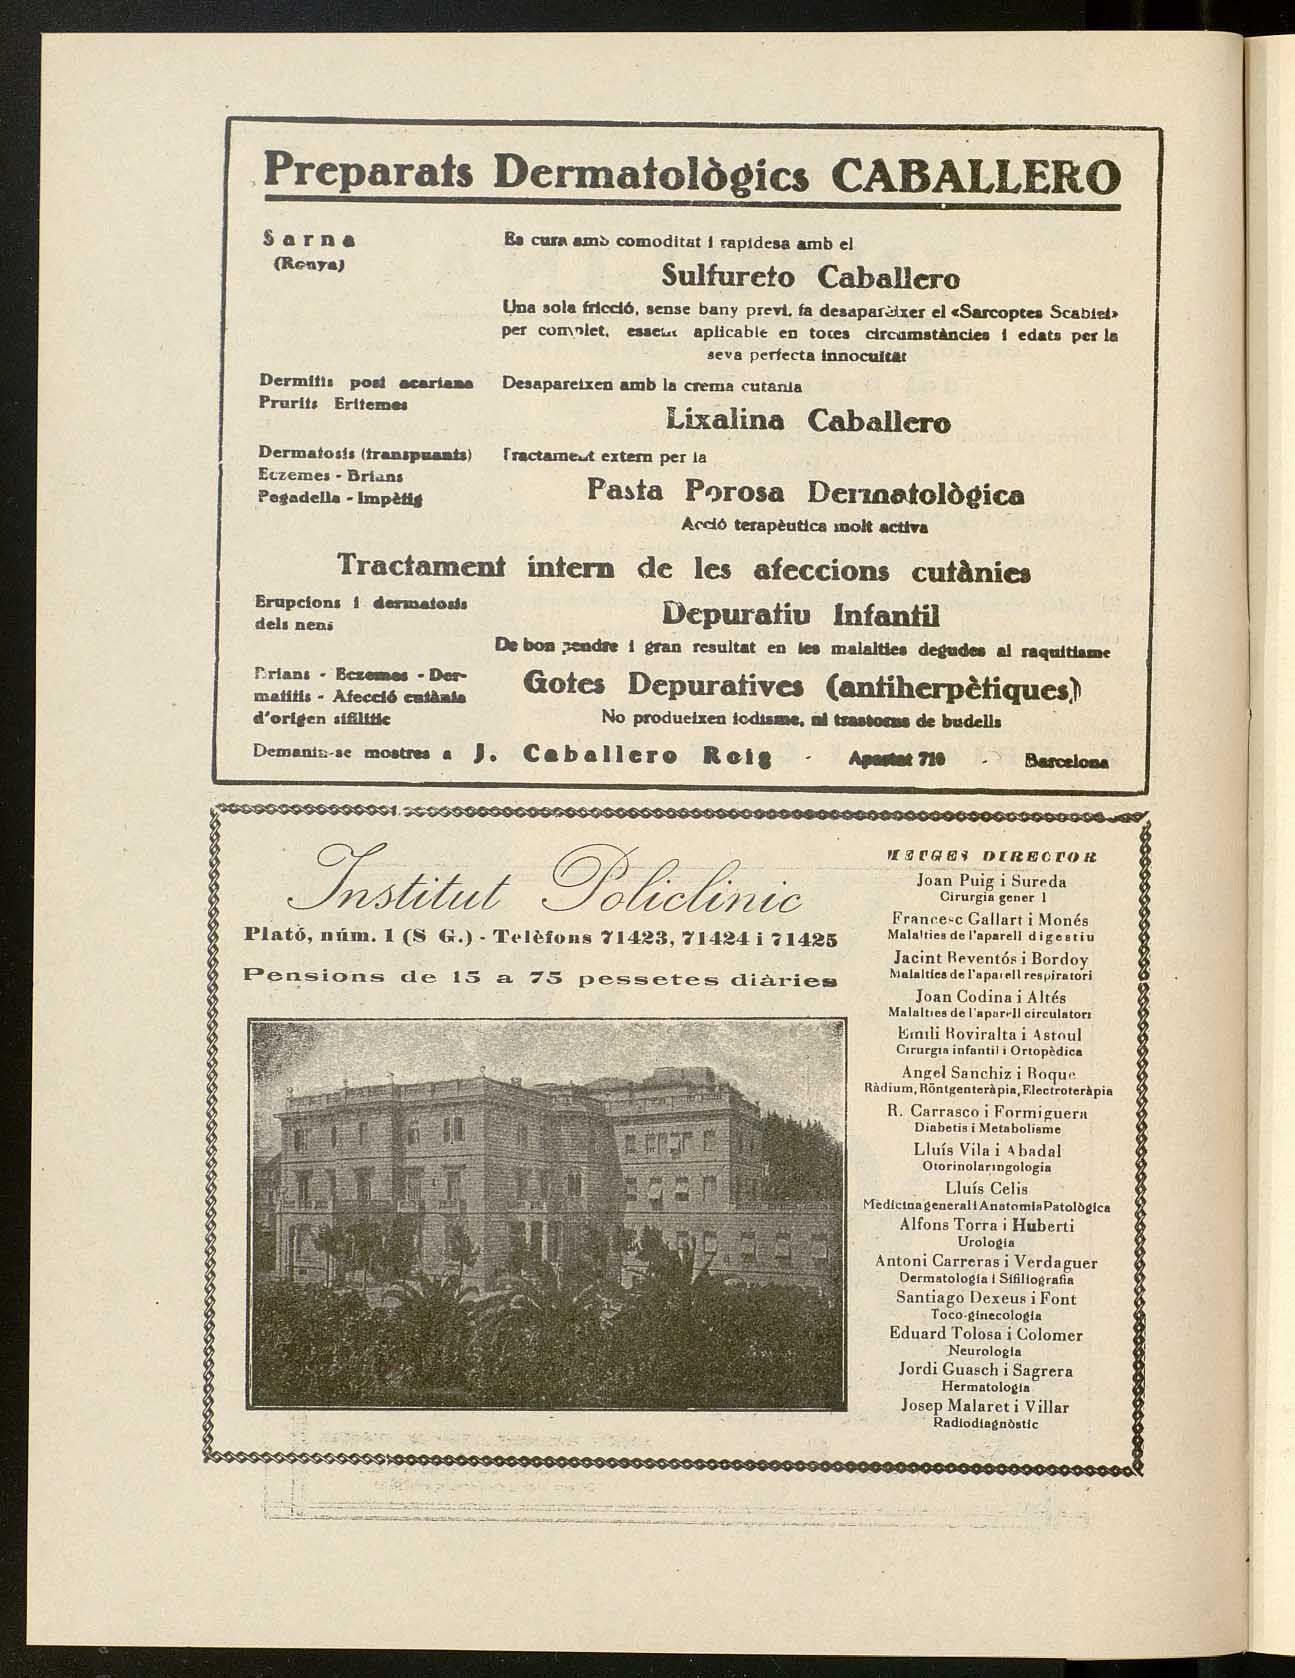 Preparats Dermatològics CABALLERO
Sarna
(Ronya)
Es cura amb comoditat i rapidesa amb el
Sulfureto Caballero
Una sola fricció, sense bany previ, fa desaparèixer el «Sarcoptes Scabiei»
per complet, essent aplicable en totes circumstàncies i edats per la
seva perfecta innocuitat
Dermitis post acariana
Prurits Eritemes
Desapareixen amb la crema cutània
Lixalina Caballero
Dermatosis (transpuants)
Eczemes - Brians
Pegadella - Impètig
Tractament extern per la
Pasta Porosa Dermatològica
Acció terapèutica molt activa
Tractament intern de les afeccions cutànies
Erupcions i dermatosis
dels nens
Depuratiu Infantil
De bon pendre i gran resultat en les malalties degudes al raquitisme
Brians - Eczemes - Der-
matitis - Afecció cutània
d'origen sifilític
Gotes Depuratives (antiherpètiques)
No produeixen iodisme, ni trastorns de budells
Demanin-se mostres a J. Caballero Roig - Apartat 710 - Barcelona
Institut Policlinic
Plató, núm. 1 (S G.) - Telèfons 71423, 71424 i 71425
Pensions de 15 a 75 pessetes diàries
METGES DIRECTOR
Joan Puig i Sureda
Cirurgia gener l
Francesc Gallart i Monés
Malalties de l'aparell digestiu
Jacint Reventós i Bordoy
Malalties de l'aparell respiratori
Joan Codina i Altés
Malalties de l'aparell circulatori
Emili Roviralta i Astoul
Cirurgia infantil i Ortopèdica
Angel Sanchiz i Roque
Ràdium, Röntgenteràpia, Electroteràpia
R. Carrasco i Formiguera
Diabetis i Metabolisme
Lluís Vila i Abadal
Otorinolaringologia
Lluís Celis
Medicina general i Anatomia Patològica
Alfons Torra i Huberti
Urologia
Antoni Carreras i Verdaguer
Dermatologia i Sifiliografia
Santiago Dexeus i Font
Toco-ginecologia
Eduard Tolosa i Colomer
Neurologia
Jordi Guasch i Sagrera
Hermatologia
Josep Malaret i Villar
Radiodiagnòstic